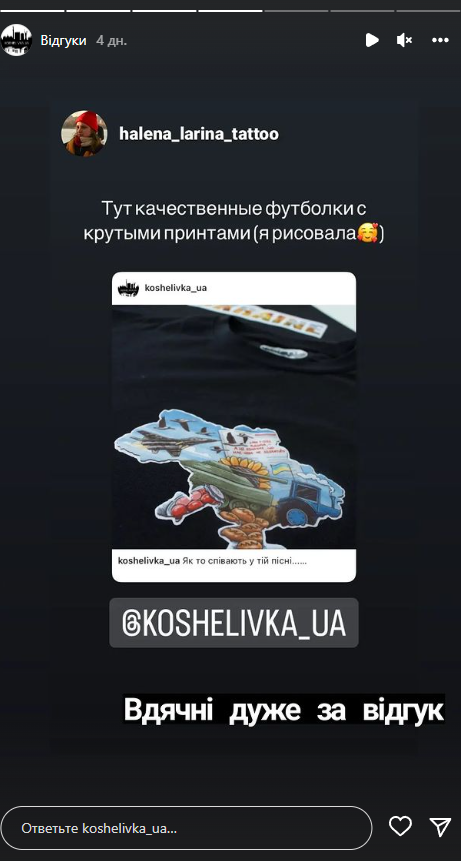 Відгуки 4 дн.
halena_larina_tattoo
Тут качественные футболки с
крутыми принтами (я рисовала🥰)
koshelivka_ua
UKRAINE
koshelivka_ua Як то співають у тій пісні......
@KOSHELIVKA_UA
Вдячні дуже за відгук
Ответьте koshelivka_ua...